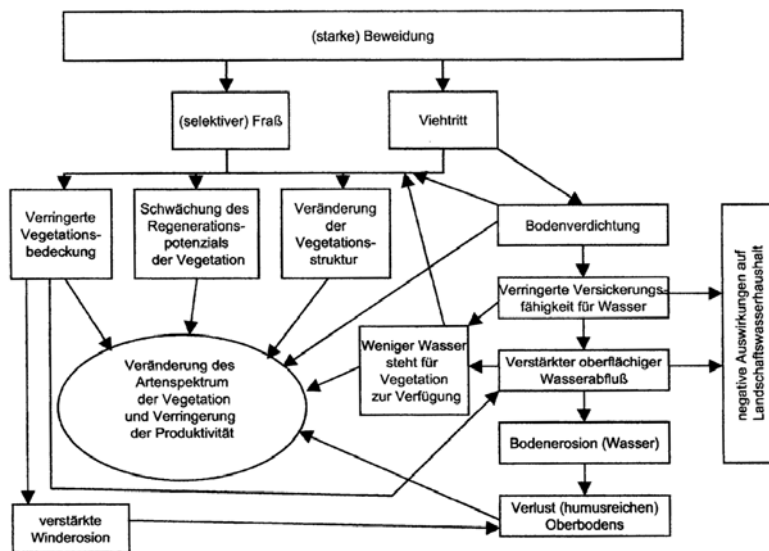 (starke) Beweidung
(selektiver) Fraß
Viehtritt
Verringerte
Vegetations-
bedeckung
Schwächung des
Regenerations-
potenzials
der Vegetation
Veränderung
der
Vegetations-
struktur
Bodenverdichtung
Verringerte Versickerungs-
fähigkeit für Wasser
Weniger Wasser
steht für
Vegetation
zur Verfügung
Verstärkter oberflächiger
Wasserabfluß
Veränderung des
Artenspektrum
der Vegetation
und Verringerung
der Produktivität
Bodenerosion (Wasser)
Verlust (humusreichen)
Oberbodens
verstärkte
Winderosion
negative Auswirkungen auf
Landschaftswasserhaushalt